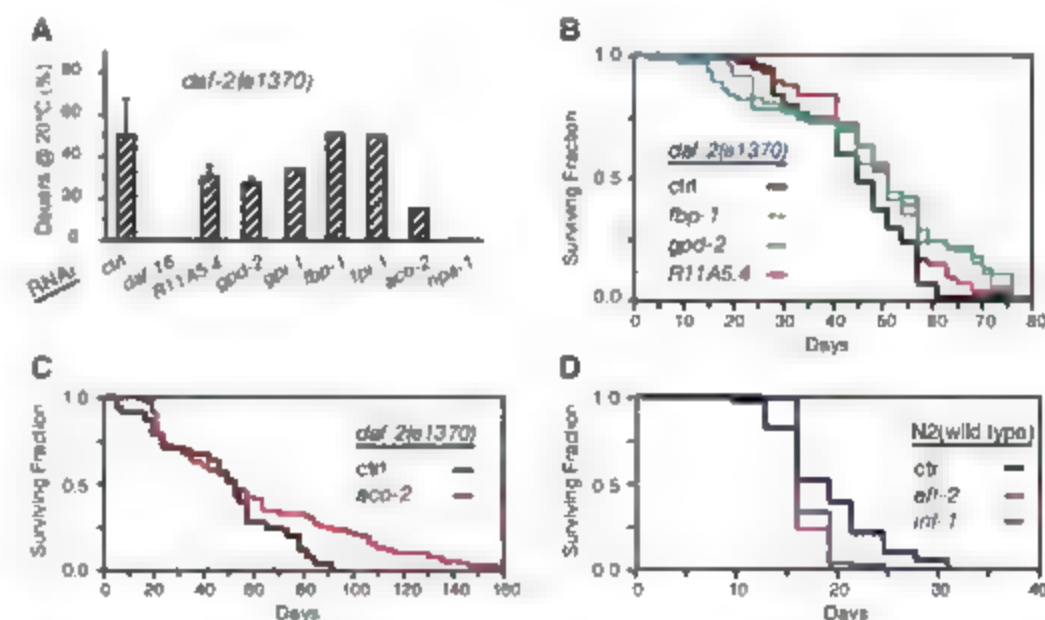 A
daf-2(e1370)
Dauers @ 20°C (%)
80
60
40
20
0
RNAi
ctrl
daf-16
R11A5.4
gpd-2
gpi-1
fbp-1
tpi-1
aco-2
B
Surviving Fraction
1.0
0.5
0.0
daf-2(e1370)
ctrl
fbp-1
gpd-2
R11A5.4
0 10 20 30 40 50 60 70 80
Days
C
Surviving Fraction
1.0
0.5
0.0
daf-2(e1370)
ctrl
aco-2
0 20 40 60 80 100 120 140 160
Days
D
Surviving Fraction
1.0
0.5
0.0
N2(wild type)
ctrl
0 10 20 30 40
Days